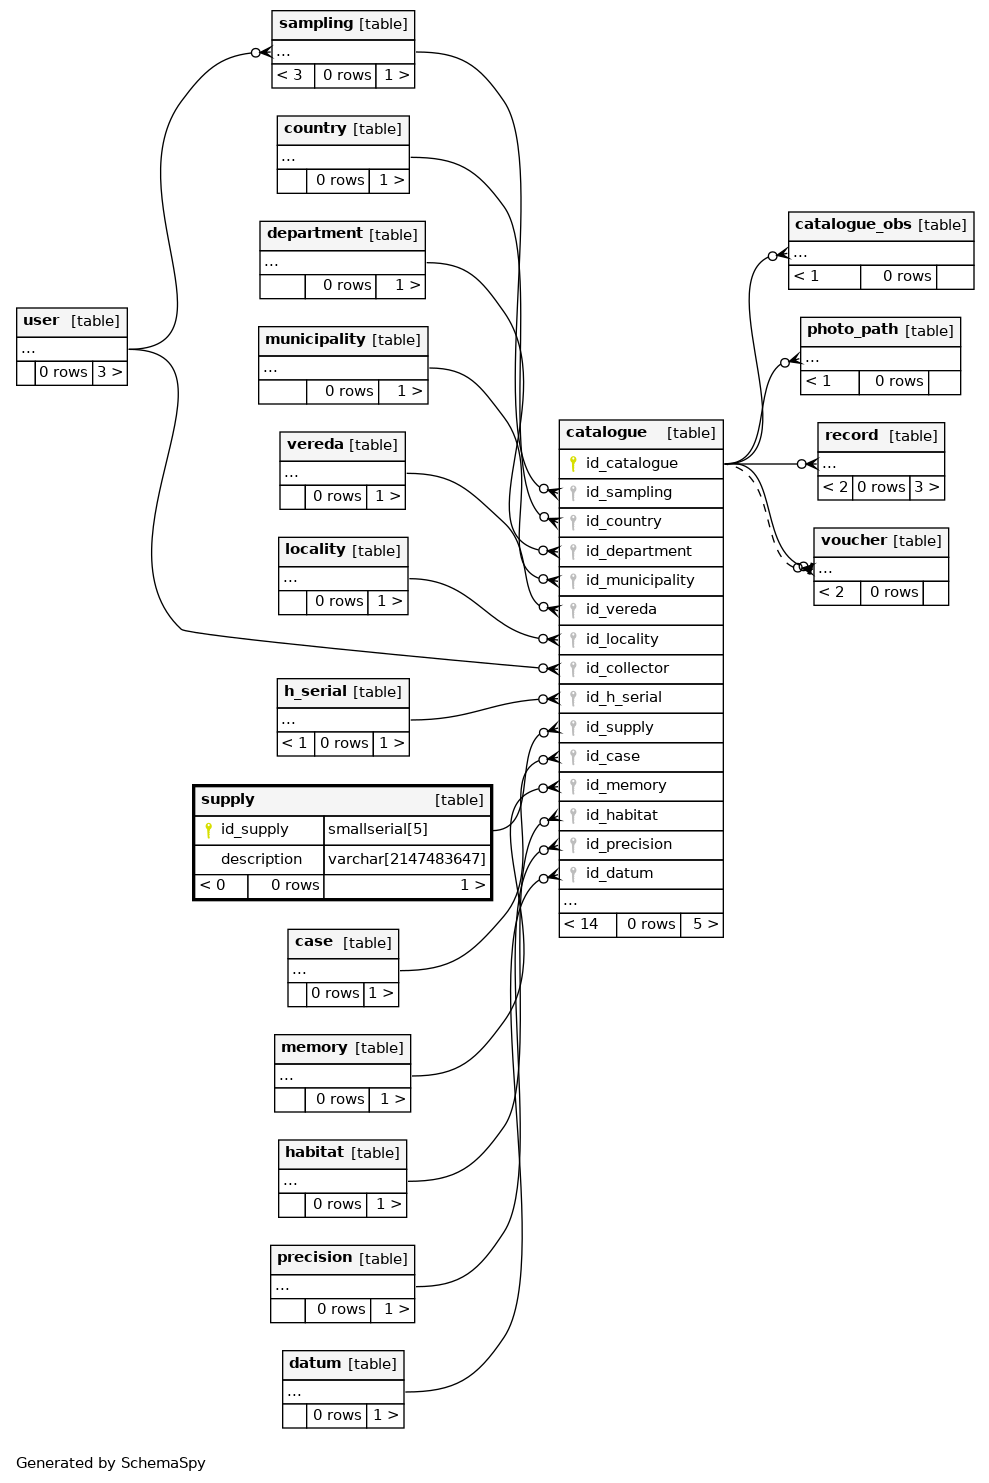 sampling [table]
...
< 3 0 rows 1 >
country [table]
...
0 rows 1 >
department [table]
...
0 rows 1 >
municipality [table]
...
0 rows 1 >
vereda [table]
...
0 rows 1 >
locality [table]
...
0 rows 1 >
user [table]
...
0 rows 3 >
h_serial [table]
...
< 1 0 rows 1 >
supply [table]
id_supply smallserial[5]
description varchar[2147483647]
< 0 0 rows 1 >
case [table]
...
0 rows 1 >
memory [table]
...
0 rows 1 >
habitat [table]
...
0 rows 1 >
precision [table]
...
0 rows 1 >
datum [table]
...
0 rows 1 >
catalogue [table]
id_catalogue
id_sampling
id_country
id_department
id_municipality
id_vereda
id_locality
id_collector
id_h_serial
id_supply
id_case
id_memory
id_habitat
id_precision
id_datum
...
< 14 0 rows 5 >
catalogue_obs [table]
...
< 1 0 rows
photo_path [table]
...
< 1 0 rows
record [table]
...
< 2 0 rows 3 >
voucher [table]
...
< 2 0 rows
Generated by SchemaSpy